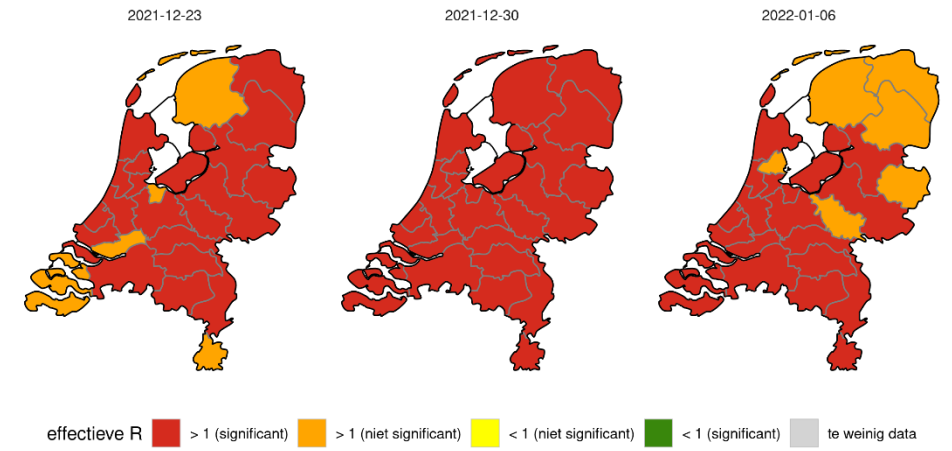 2021-12-23 2021-12-30 2022-01-06
effectieve R > 1 (significant) > 1 (niet significant) < 1 (niet significant) < 1 (significant) te weinig data